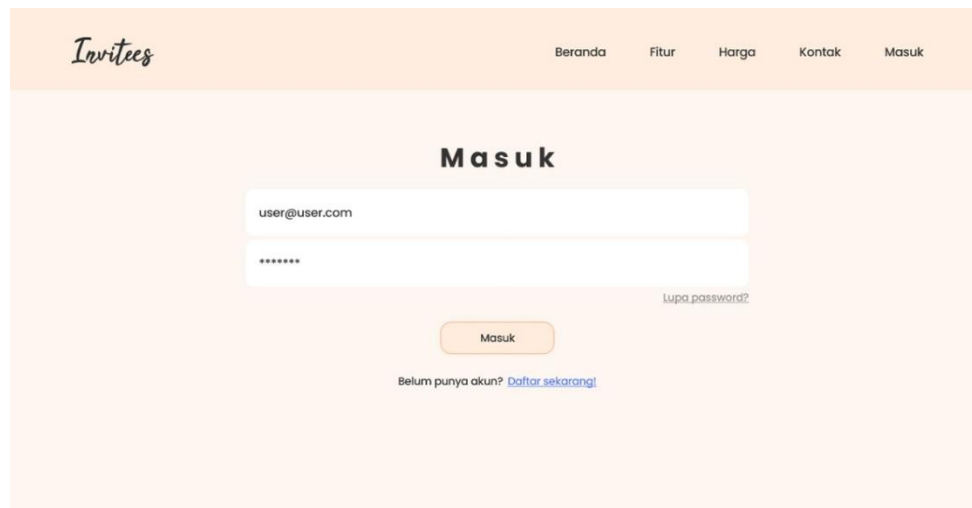 Invitees
Beranda Fitur Harga Kontak Masuk
Masuk
user@user.com
*******
Lupa password?
Masuk
Belum punya akun? Daftar sekarang!